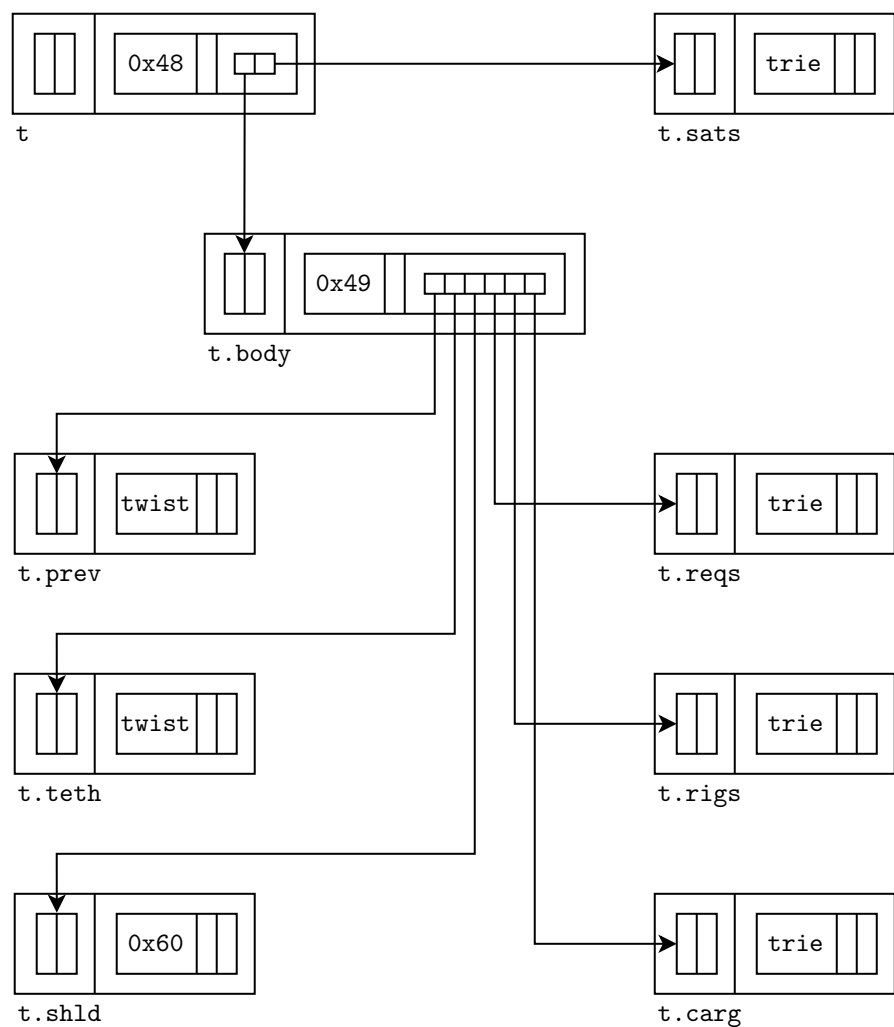 0x48
trie
t
t.sats
0x49
t.body
twist
trie
t.prev
t.reqs
twist
trie
t.teth
t.rigs
0x60
trie
t.shld
t.carg